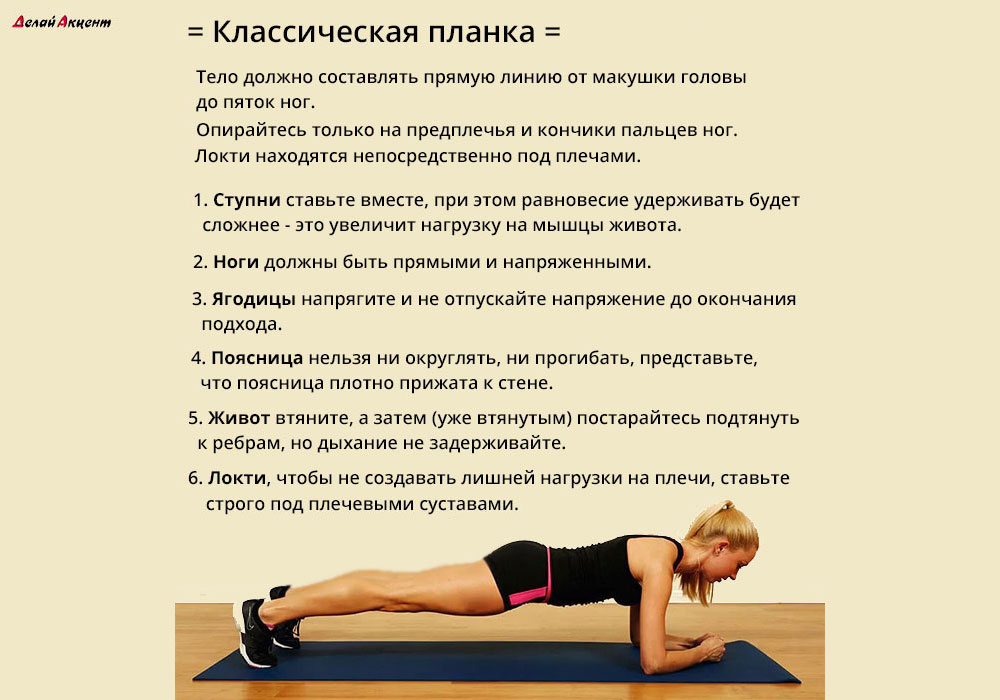 Делай Акцент
= Классическая планка =
Тело должно составлять прямую линию от макушки головы
до пяток ног.
Опирайтесь только на предплечья и кончики пальцев ног.
Локти находятся непосредственно под плечами.
1. Ступни ставьте вместе, при этом равновесие удерживать будет
сложнее - это увеличит нагрузку на мышцы живота.
2. Ноги должны быть прямыми и напряженными.
3. Ягодицы напрягите и не отпускайте напряжение до окончания
подхода.
4. Поясница нельзя ни округлять, ни прогибать, представьте,
что поясница плотно прижата к стене.
5. Живот втяните, а затем (уже втянутым) постарайтесь подтянуть
к ребрам, но дыхание не задерживайте.
6. Локти, чтобы не создавать лишней нагрузки на плечи, ставьте
строго под плечевыми суставами.